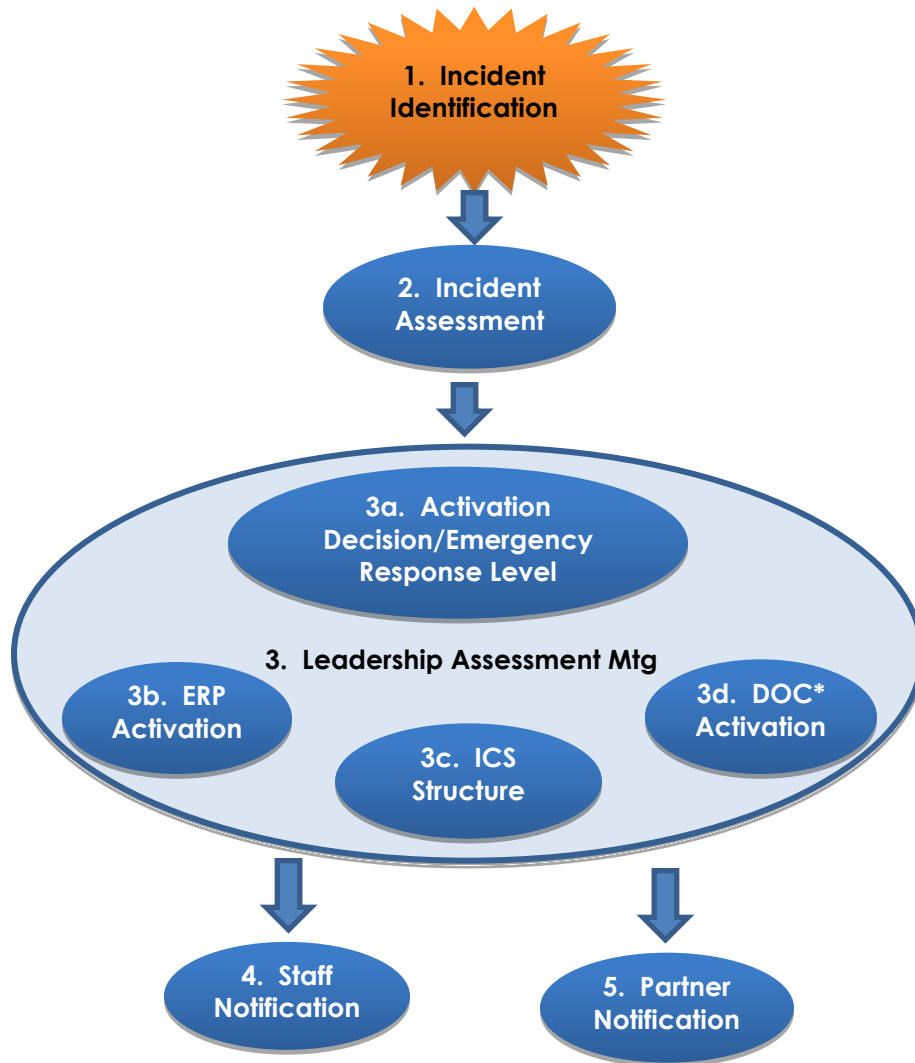 1. Incident
Identification
2. Incident
Assessment
3a. Activation
Decision/Emergency
Response Level
3. Leadership Assessment Mtg
3b. ERP
Activation
3c. ICS
Structure
3d. DOC*
Activation
4. Staff
Notification
5. Partner
Notification